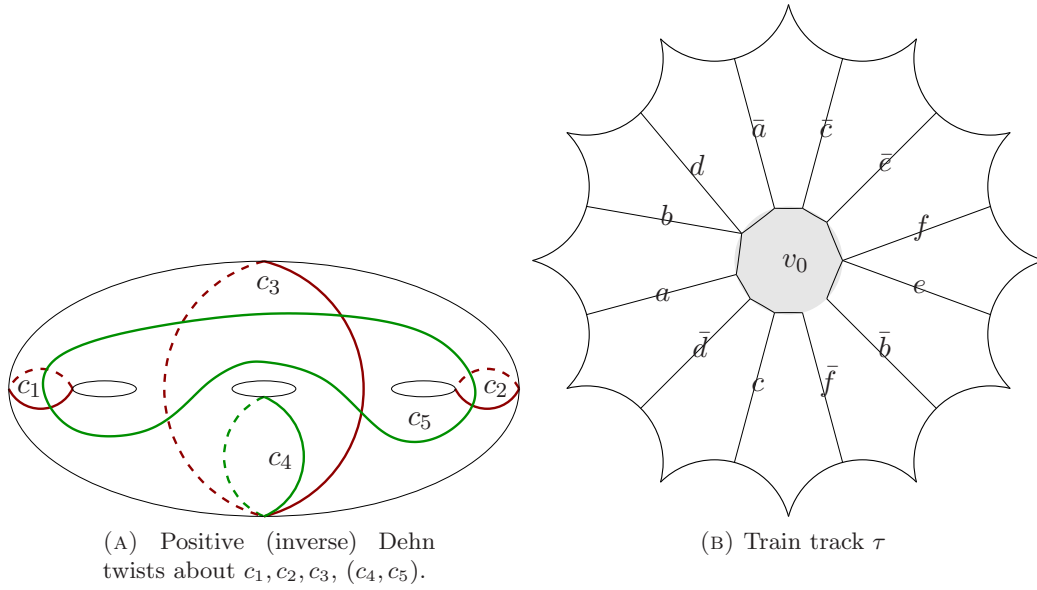 c₃
c₁
c₂
c₅
c₄
(A) Positive (inverse) Dehn
twists about c₁, c₂, c₃, (c₄, c₅).
ā c̄
d ē
b f
v₀
a e
d̄ b̄
c f̄
(B) Train track τ